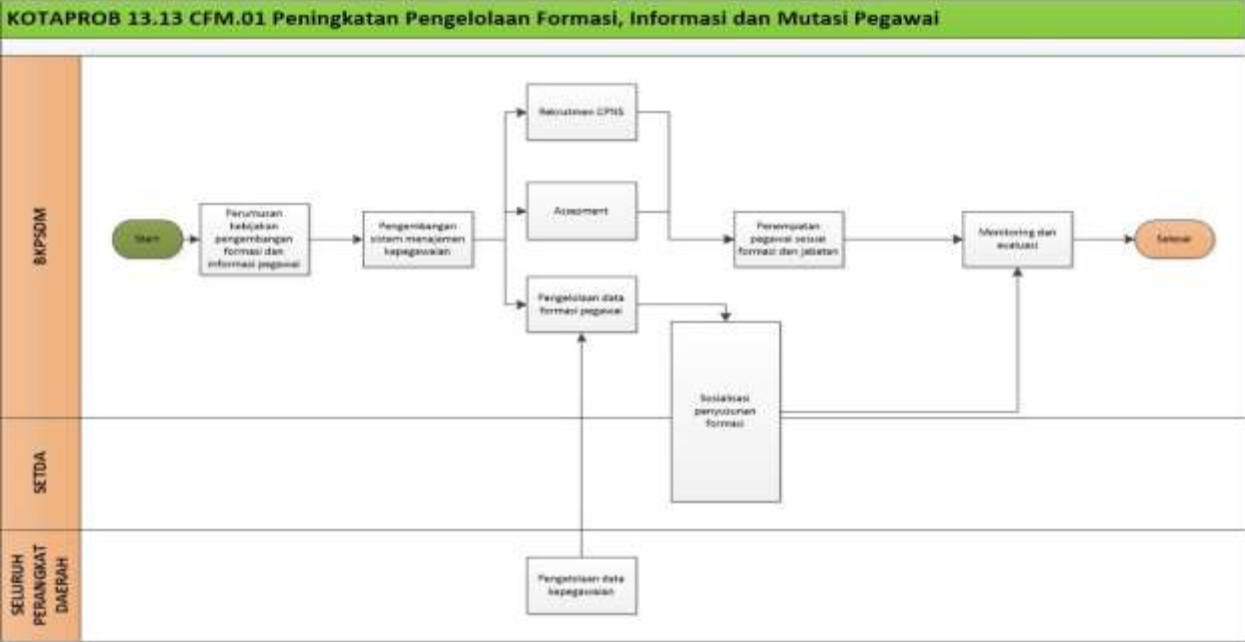 KOTAPROB 13.13 CFM.01 Peningkatan Pengelolaan Formasi, Informasi dan Mutasi Pegawai
BKPSDM
Start
Perumusan
kebijakan
pengembangan
formasi dan
informasi pegawai
Pengembangan
sistem menajemen
kepegawaian
Rekrutmen CPNS
Assesment
Pengelolaan data
formasi pegawai
Penempatan
pegawai sesuai
formasi dan jabatan
Monitoring dan
evaluasi
Selesai
Sosialisasi
penyusunan
formasi
SETDA
SELURUH
PERANGKAT
DAERAH
Pengelolaan data
kepegawaian